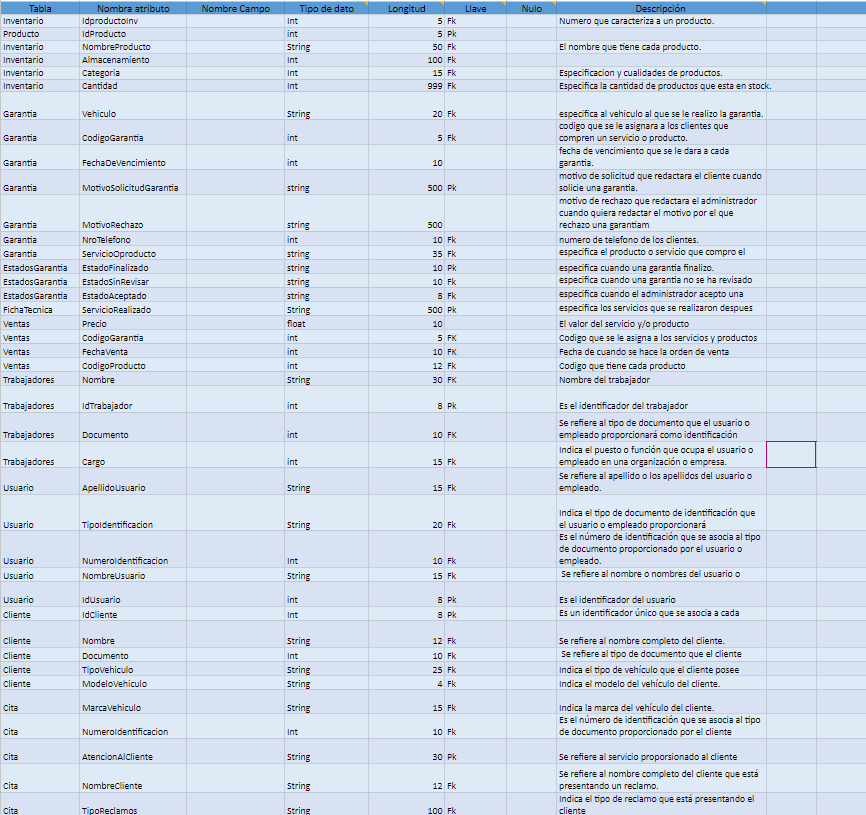 Tabla Nombra atributo Nombre Campo Tipo de dato Longitud Llave Nulo Descripción
Inventario IdproductoInv Int 5 Fk Numero que caracteriza a un producto.
Producto IdProducto int 5 Pk
Inventario NombreProducto String 50 Fk El nombre que tiene cada producto.
Inventario Almacenamiento Int 100 Fk
Inventario Categoria Int 15 Fk Especificacion y cualidades de productos.
Inventario Cantidad Int 999 Fk Especifica la cantidad de productos que esta en stock.
Garantia Vehiculo String 20 Fk especifica al vehiculo al que se le realizo la garantia.
codigo que se le asignara a los clientes que
Garantia CodigoGarantia int 5 Fk compren un servicio o producto.
fecha de vencimiento que se le dara a cada
Garantia FechaDeVencimiento int 10 garantia.
motivo de solicitud que redactara el cliente cuando
Garantia MotivoSolicitudGarantia string 500 Pk solicie una garantia.
motivo de rechazo que redactara el administrador
cuando quiera redactar el motivo por el que
Garantia MotivoRechazo string 500 rechazo una garantiam
Garantia NroTelefono int 10 Fk numero de telefono de los clientes.
Garantia ServicioOproducto string 35 Fk especifica el producto o servicio que compro el
EstadosGarantia EstadoFinalizado string 10 Pk especifica cuando una garantia finalizo.
EstadosGarantia EstadoSinRevisar string 10 Fk especifica cuando una garantia no se ha revisado
EstadosGarantia EstadoAceptado string 8 Fk especifica cuando el administrador acepto una
FichaTecnica ServicioRealizado String 500 Pk especifica los servicios que se realizaron despues
Ventas Precio float 10 El valor del servicio y/o producto
Ventas CodigoGarantia int 5 FK Codigo que se le asigna a los servicios y productos
Ventas FechaVenta int 10 FK Fecha de cuando se hace la orden de venta
Ventas CodigoProducto int 12 Fk Codigo que tiene cada producto
Trabajadores Nombre String 30 FK Nombre del trabajador
Trabajadores IdTrabajador int 8 Pk Es el identificador del trabajador
Se refiere al tipo de documento que el usuario o
Trabajadores Documento int 10 FK empleado proporcionará como identificación
Indica el puesto o función que ocupa el usuario o
Trabajadores Cargo int 15 Fk empleado en una organización o empresa.
Se refiere al apellido o los apellidos del usuario o
Usuario ApellidoUsuario String 15 Fk empleado.
Indica el tipo de documento de identificación que
Usuario TipoIdentificacion String 20 Fk el usuario o empleado proporcionará
Es el número de identificación que se asocia al tipo
de documento proporcionado por el usuario o
Usuario NumeroIdentificacion Int 10 Fk empleado.
Usuario NombreUsuario String 15 Fk Se refiere al nombre o nombres del usuario o
Usuario IdUsuario int 8 Pk Es el identificador del usuario
Cliente IdCliente Int 8 Pk Es un identificador único que se asocia a cada
Cliente Nombre String 12 Fk Se refiere al nombre completo del cliente.
Cliente Documento Int 10 Fk Se refiere al tipo de documento que el cliente
Cliente TipoVehiculo String 25 Fk Indica el tipo de vehículo que el cliente posee
Cliente ModeloVehiculo String 4 Fk Indica el modelo del vehículo del cliente.
Cita MarcaVehiculo String 15 Fk Indica la marca del vehículo del cliente.
Es el número de identificación que se asocia al tipo
Cita NumeroIdentificacion Int 10 Fk de documento proporcionado por el cliente
Cita AtencionAlCliente String 30 Pk Se refiere al servicio proporsionado al cliente
Se refiere al nombre completo del cliente que está
Cita NombreCliente String 12 Fk presentando un reclamo.
Indica el tipo de reclamo que está presentando el
Cita TipoReclamos String 100 Fk cliente